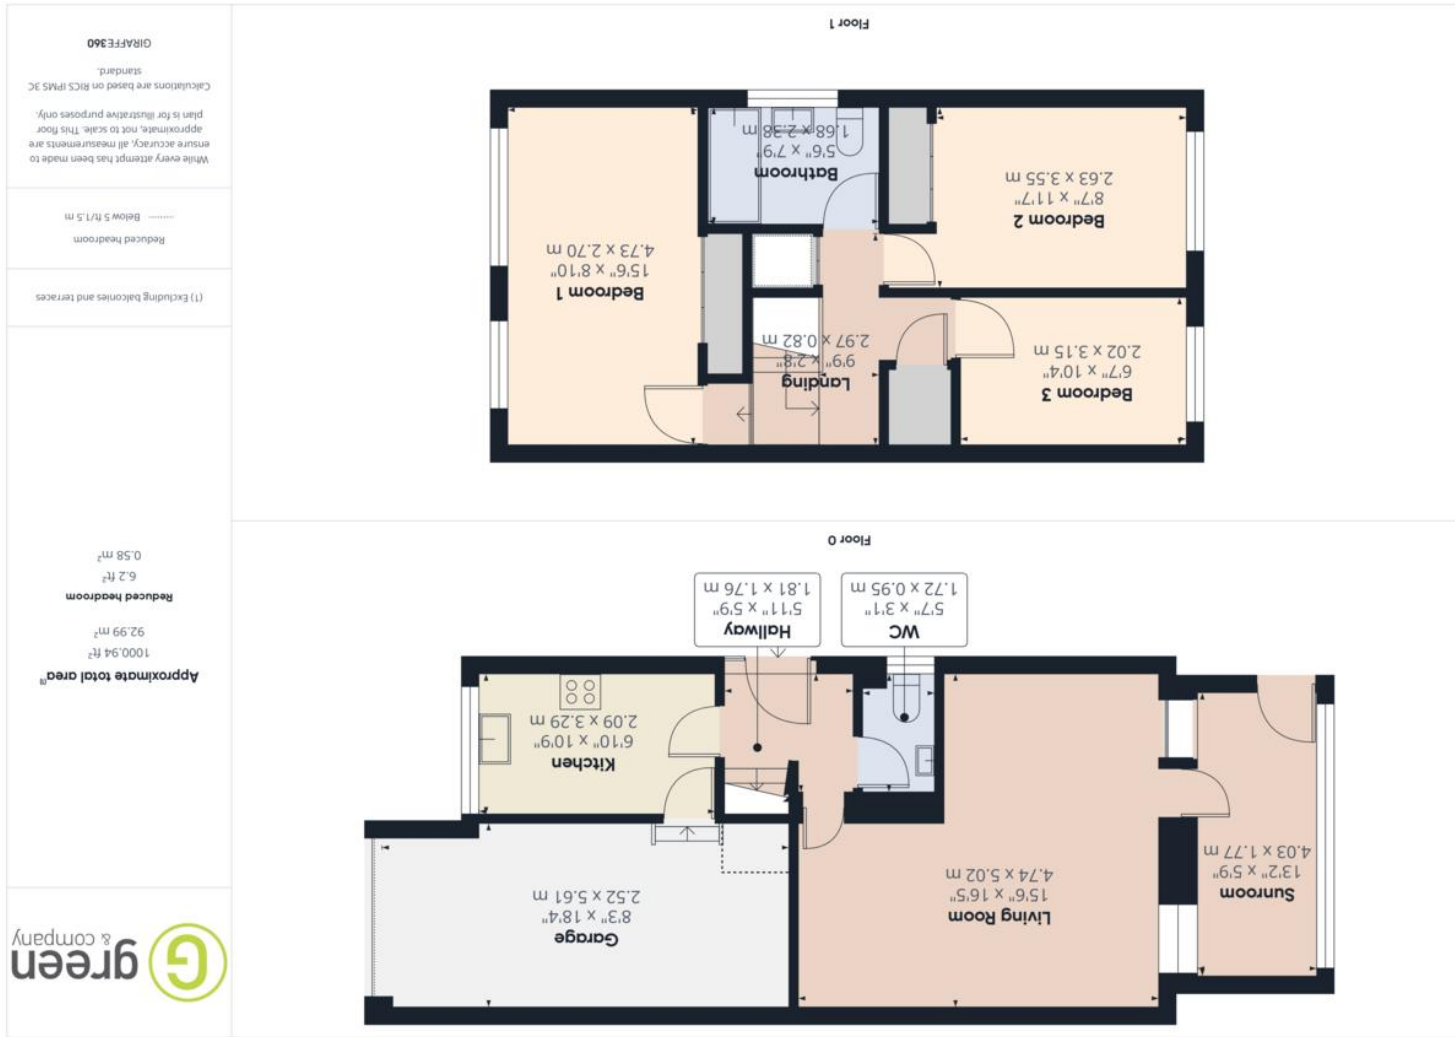 green
& company
Approximate total area⁽¹⁾
1000.94 ft²
92.99 m²
Reduced headroom
6.2 ft²
0.58 m²
(1) Excluding balconies and terraces
Reduced headroom
-------- Below 5 ft/1.5 m
While every attempt has been made to
ensure accuracy, all measurements are
approximate, not to scale. This floor
plan is for illustrative purposes only.
Calculations are based on RICS IPMS 3C
standard.
GIRAFFE360
Sunroom
13'2" x 5'9"
4.03 x 1.77 m
Living Room
15'6" x 16'5"
4.74 x 5.02 m
Garage
8'3" x 18'4"
2.52 x 5.61 m
Kitchen
6'10" x 10'9"
2.09 x 3.29 m
WC
5'7" x 3'1"
1.72 x 0.95 m
Hallway
5'11" x 5'9"
1.81 x 1.76 m
Floor 0
Bedroom 3
6'7" x 10'4"
2.02 x 3.15 m
Landing
9'9" x 2'8"
2.97 x 0.82 m
Bedroom 1
15'6" x 8'10"
4.73 x 2.70 m
Bedroom 2
8'7" x 11'7"
2.63 x 3.55 m
Bathroom
5'6" x 7'9"
1.68 x 2.38 m
Floor 1